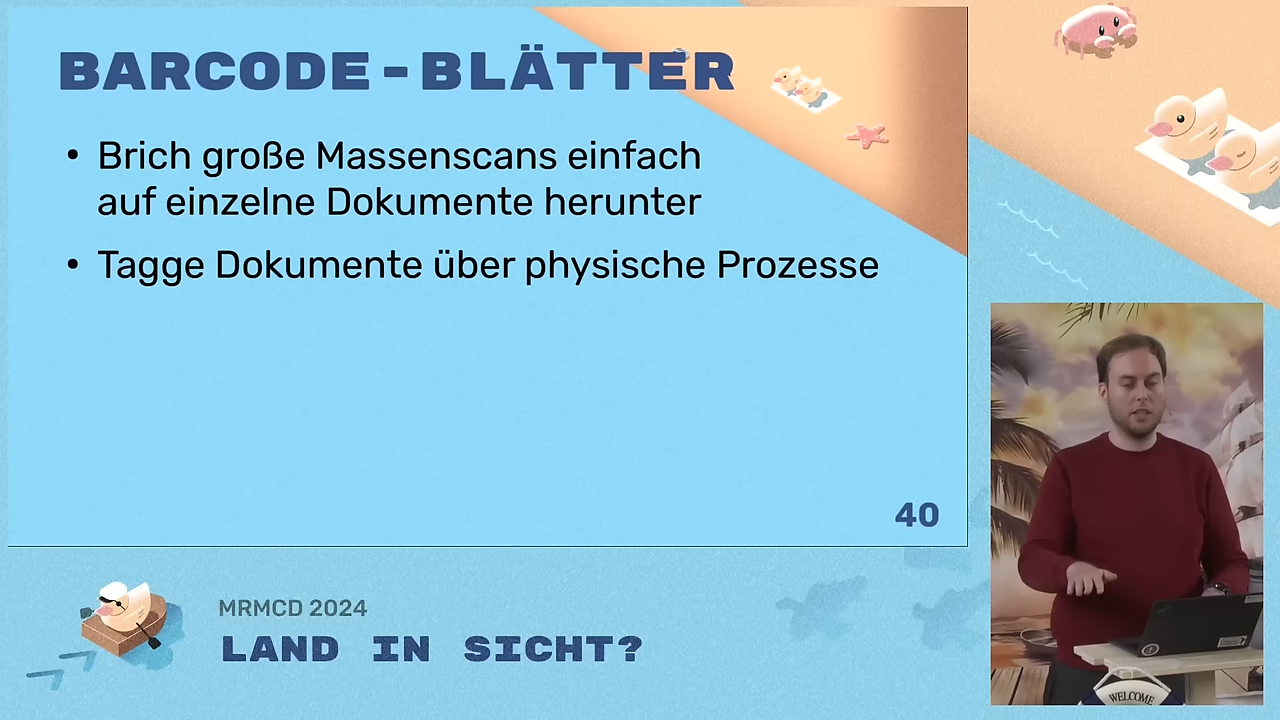 BARCODE-BLÄTTER
• Brich große Massenscans einfach
auf einzelne Dokumente herunter
• Tagge Dokumente über physische Prozesse
40
MRMCD 2024
LAND IN SICHT?
WELCOME